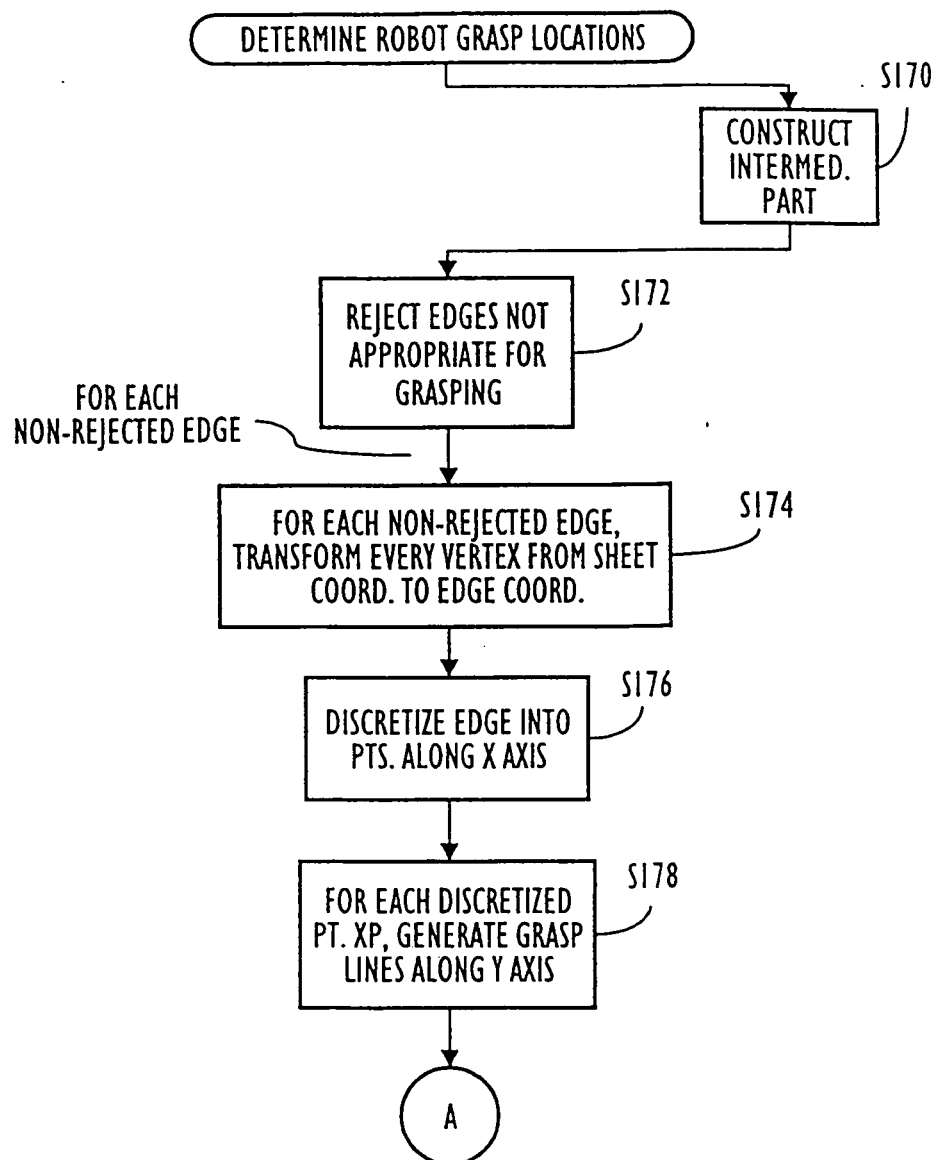 DETERMINE ROBOT GRASP LOCATIONS
S170
CONSTRUCT
INTERMED.
PART
S172
REJECT EDGES NOT
APPROPRIATE FOR
GRASPING
FOR EACH
NON-REJECTED EDGE
S174
FOR EACH NON-REJECTED EDGE,
TRANSFORM EVERY VERTEX FROM SHEET
COORD. TO EDGE COORD.
S176
DISCRETIZE EDGE INTO
PTS. ALONG X AXIS
S178
FOR EACH DISCRETIZED
PT. XP, GENERATE GRASP
LINES ALONG Y AXIS
A